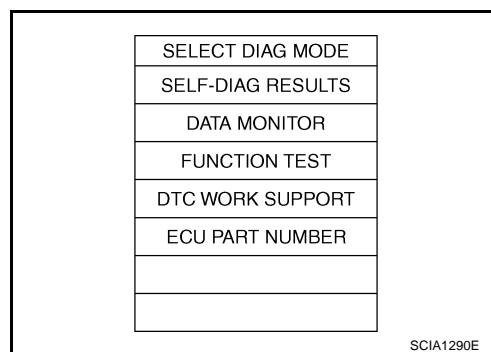 SELECT DIAG MODE
SELF-DIAG RESULTS
DATA MONITOR
FUNCTION TEST
DTC WORK SUPPORT
ECU PART NUMBER
SCIA1290E